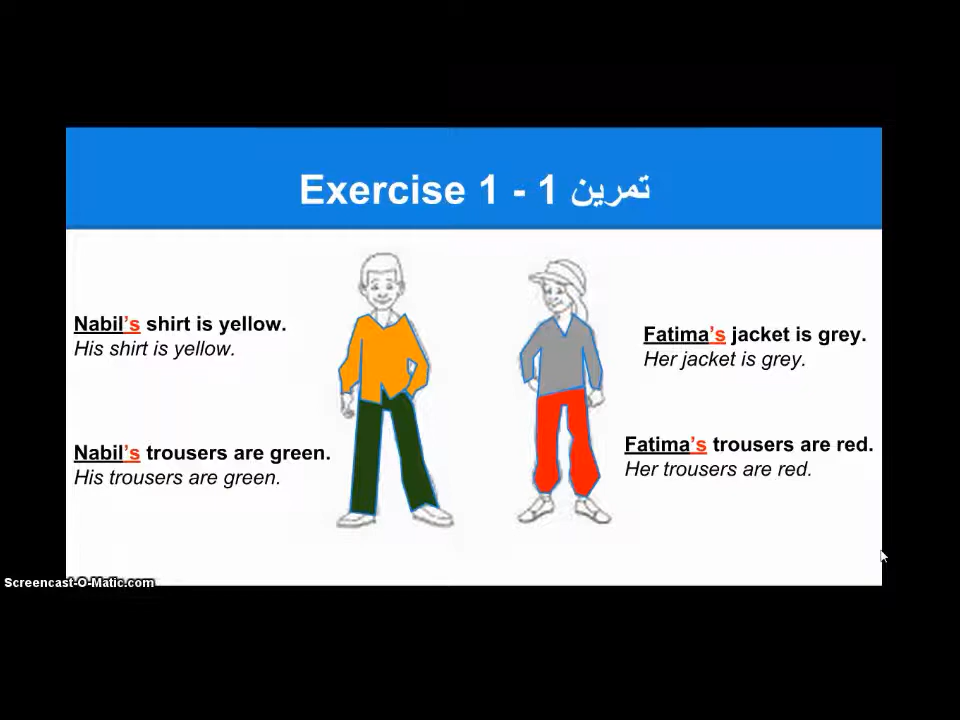 Exercise 1 - 1 تمرين
Nabil's shirt is yellow.
His shirt is yellow.
Nabil's trousers are green.
His trousers are green.
Fatima's jacket is grey.
Her jacket is grey.
Fatima's trousers are red.
Her trousers are red.
Screencast-O-Matic.com